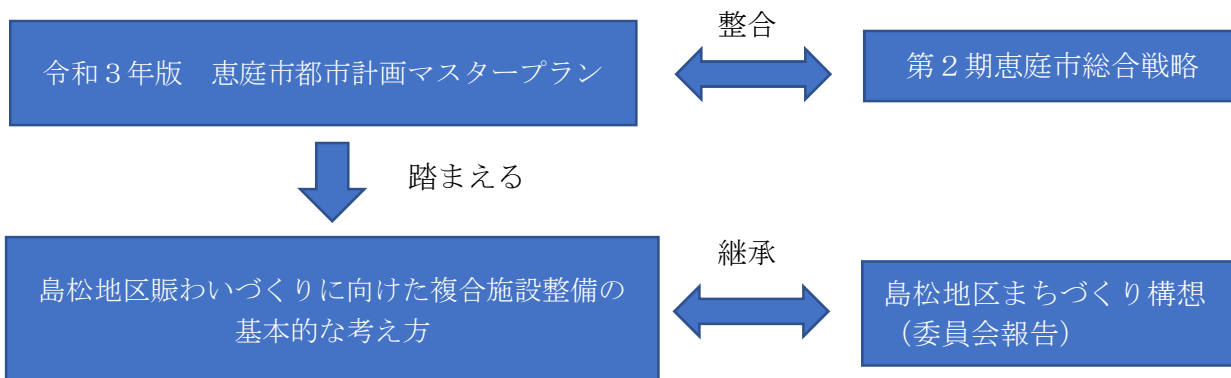 整合
令和３年版　恵庭市都市計画マスタープラン
第２期恵庭市総合戦略
踏まえる
継承
島松地区賑わいづくりに向けた複合施設整備の
基本的な考え方
島松地区まちづくり構想
（委員会報告）